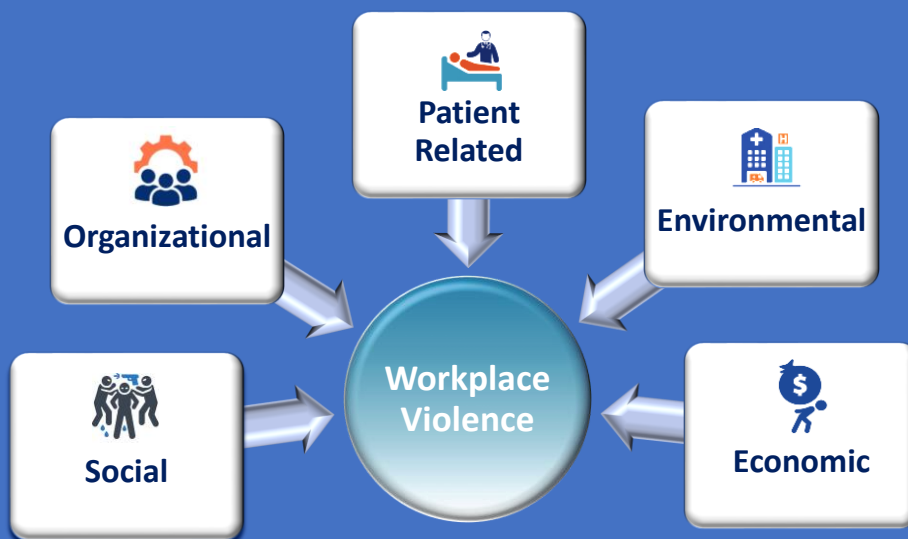 Patient
Related
Organizational
Environmental
Workplace
Violence
Social
$
Economic
H